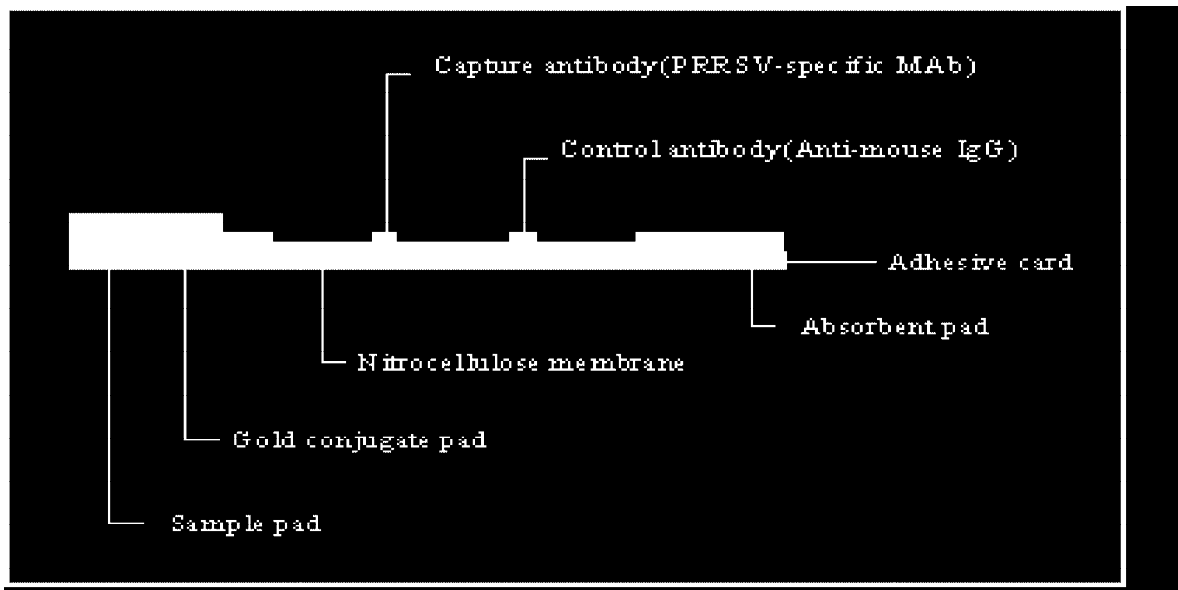 Capture antibody(PRRSV-specific MAb)
Control antibody(Anti-mouse IgG)
Adhesive card
Absorbent pad
Nitrocellulose membrane
Gold conjugate pad
Sample pad